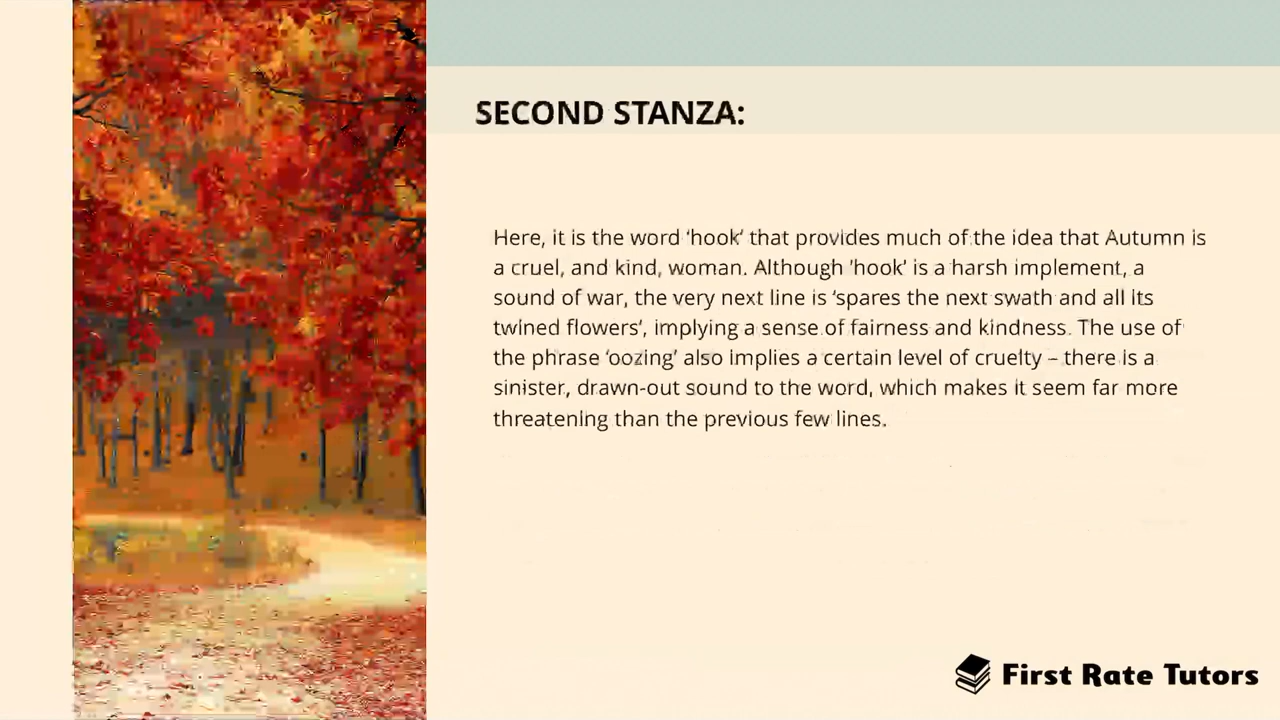 SECOND STANZA:
Here, it is the word ‘hook’ that provides much of the idea that Autumn is
a cruel, and kind, woman. Although ‘hook’ is a harsh implement, a
sound of war, the very next line is ‘spares the next swath and all its
twined flowers’, implying a sense of fairness and kindness. The use of
the phrase ‘oozing’ also implies a certain level of cruelty – there is a
sinister, drawn-out sound to the word, which makes it seem far more
threatening than the previous few lines.
First Rate Tutors